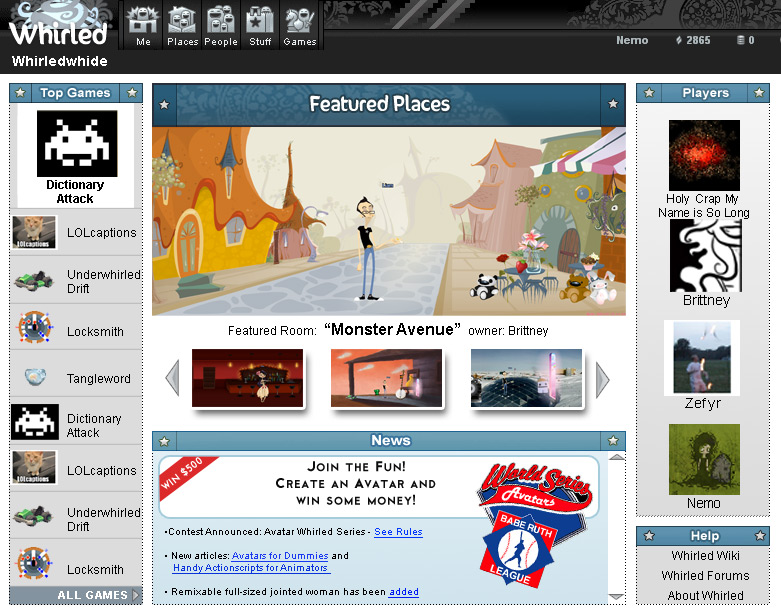 Whirled
Me
Places
People
Stuff
Games
Nemo
2865
0
Whirledwhide
Top Games
Dictionary
Attack
LOLcaptions
Underwhirled
Drift
Locksmith
Tangleword
Dictionary
Attack
LOLcaptions
Underwhirled
Drift
Locksmith
ALL GAMES
Featured Places
Featured Room: “Monster Avenue” owner: Brittney
News
WIN $500
Join the Fun!
Create an Avatar and
win some money!
World Series
Avatars
BABE RUTH
LEAGUE
•Contest Announced: Avatar Whirled Series - See Rules
• New articles: Avatars for Dummies and
Handy Actionscripts for Animators
• Remixable full-sized jointed woman has been added
Players
Holy Crap My
Name is So Long
Brittney
Zefyr
Nemo
Help
Whirled Wiki
Whirled Forums
About Whirled